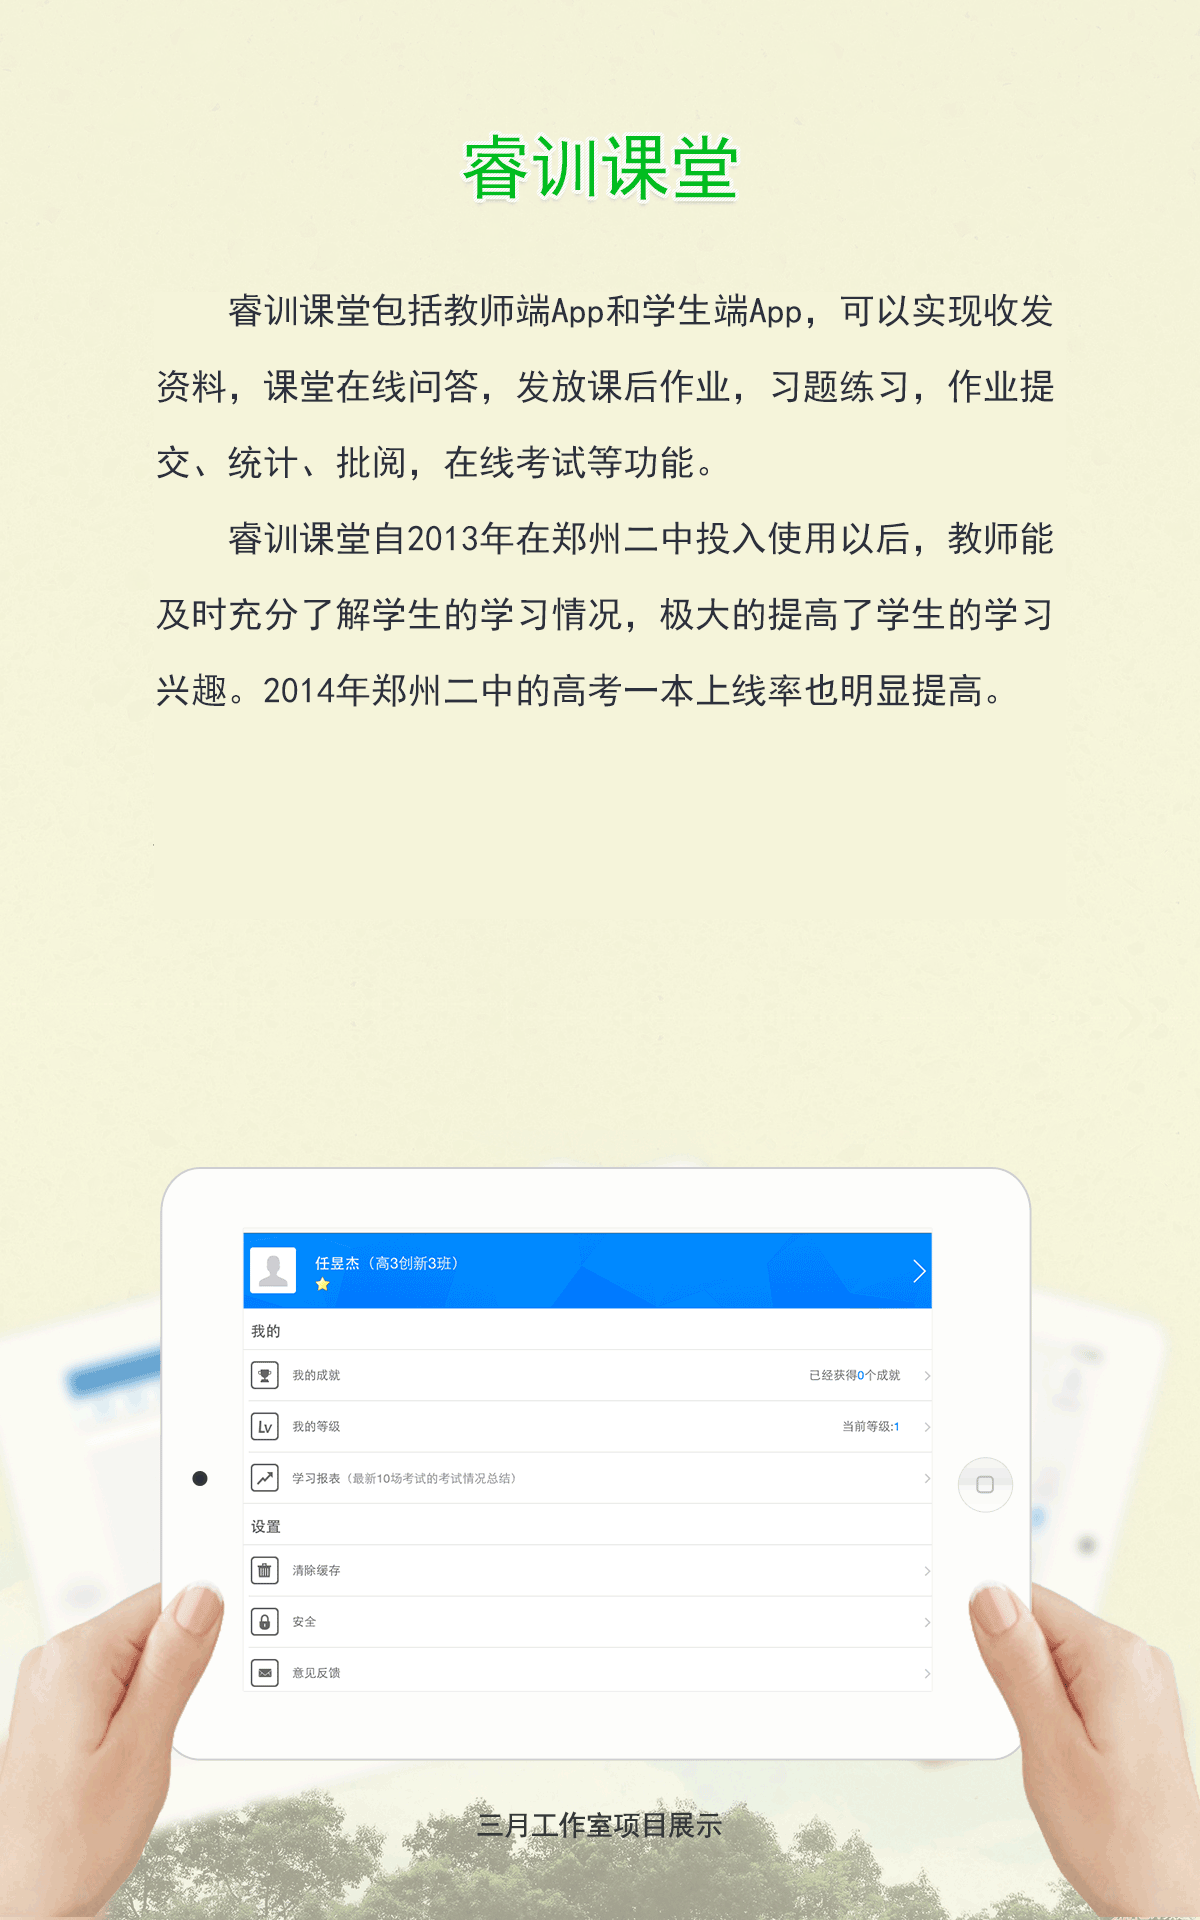 睿训课堂
睿训课堂包括教师端App和学生端App，可以实现收发
资料，课堂在线问答，发放课后作业，习题练习，作业提
交、统计、批阅，在线考试等功能。
睿训课堂自2013年在郑州二中投入使用以后，教师能
及时充分了解学生的学习情况，极大的提高了学生的学习
兴趣。2014年郑州二中的高考一本上线率也明显提高。
任昱杰（高3创新3班）
我的
我的成就 已经获得0个成就
Lv 我的等级 当前等级:1
学习报表（最新10场考试的考试情况总结）
设置
清除缓存
安全
意见反馈
三月工作室项目展示